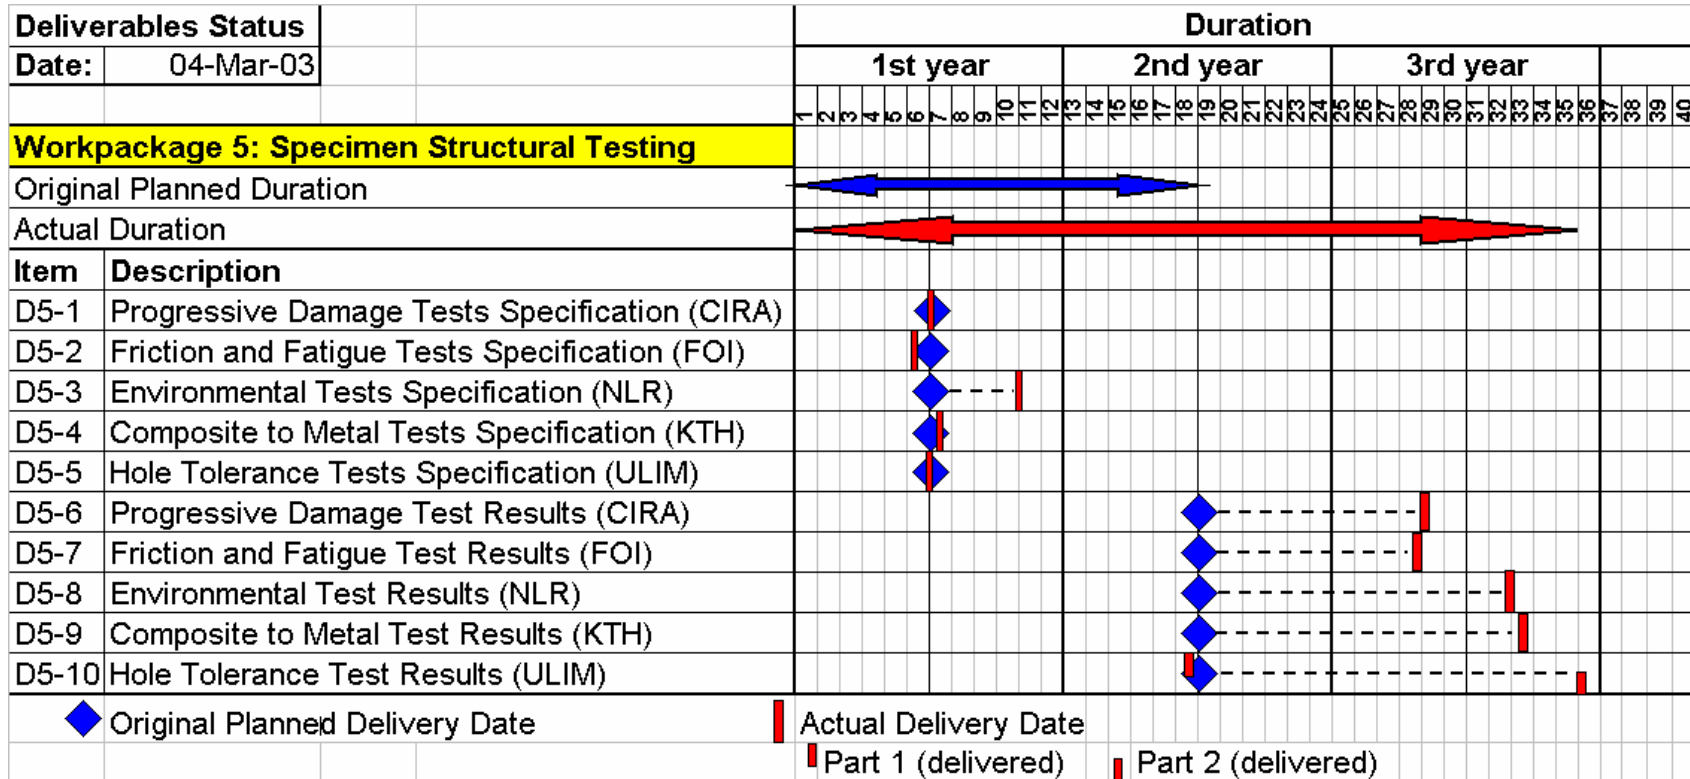 Deliverables Status
Duration
Date: 04-Mar-03
1st year 2nd year 3rd year
1 2 3 4 5 6 7 8 9 10 11 12 13 14 15 16 17 18 19 20 21 22 23 24 25 26 27 28 29 30 31 32 33 34 35 36 37 38 39 40
Workpackage 5: Specimen Structural Testing
Original Planned Duration
Actual Duration
Item Description
D5-1 Progressive Damage Tests Specification (CIRA)
D5-2 Friction and Fatigue Tests Specification (FOI)
D5-3 Environmental Tests Specification (NLR)
D5-4 Composite to Metal Tests Specification (KTH)
D5-5 Hole Tolerance Tests Specification (ULIM)
D5-6 Progressive Damage Test Results (CIRA)
D5-7 Friction and Fatigue Test Results (FOI)
D5-8 Environmental Test Results (NLR)
D5-9 Composite to Metal Test Results (KTH)
D5-10 Hole Tolerance Test Results (ULIM)
Original Planned Delivery Date Actual Delivery Date
Part 1 (delivered) Part 2 (delivered)